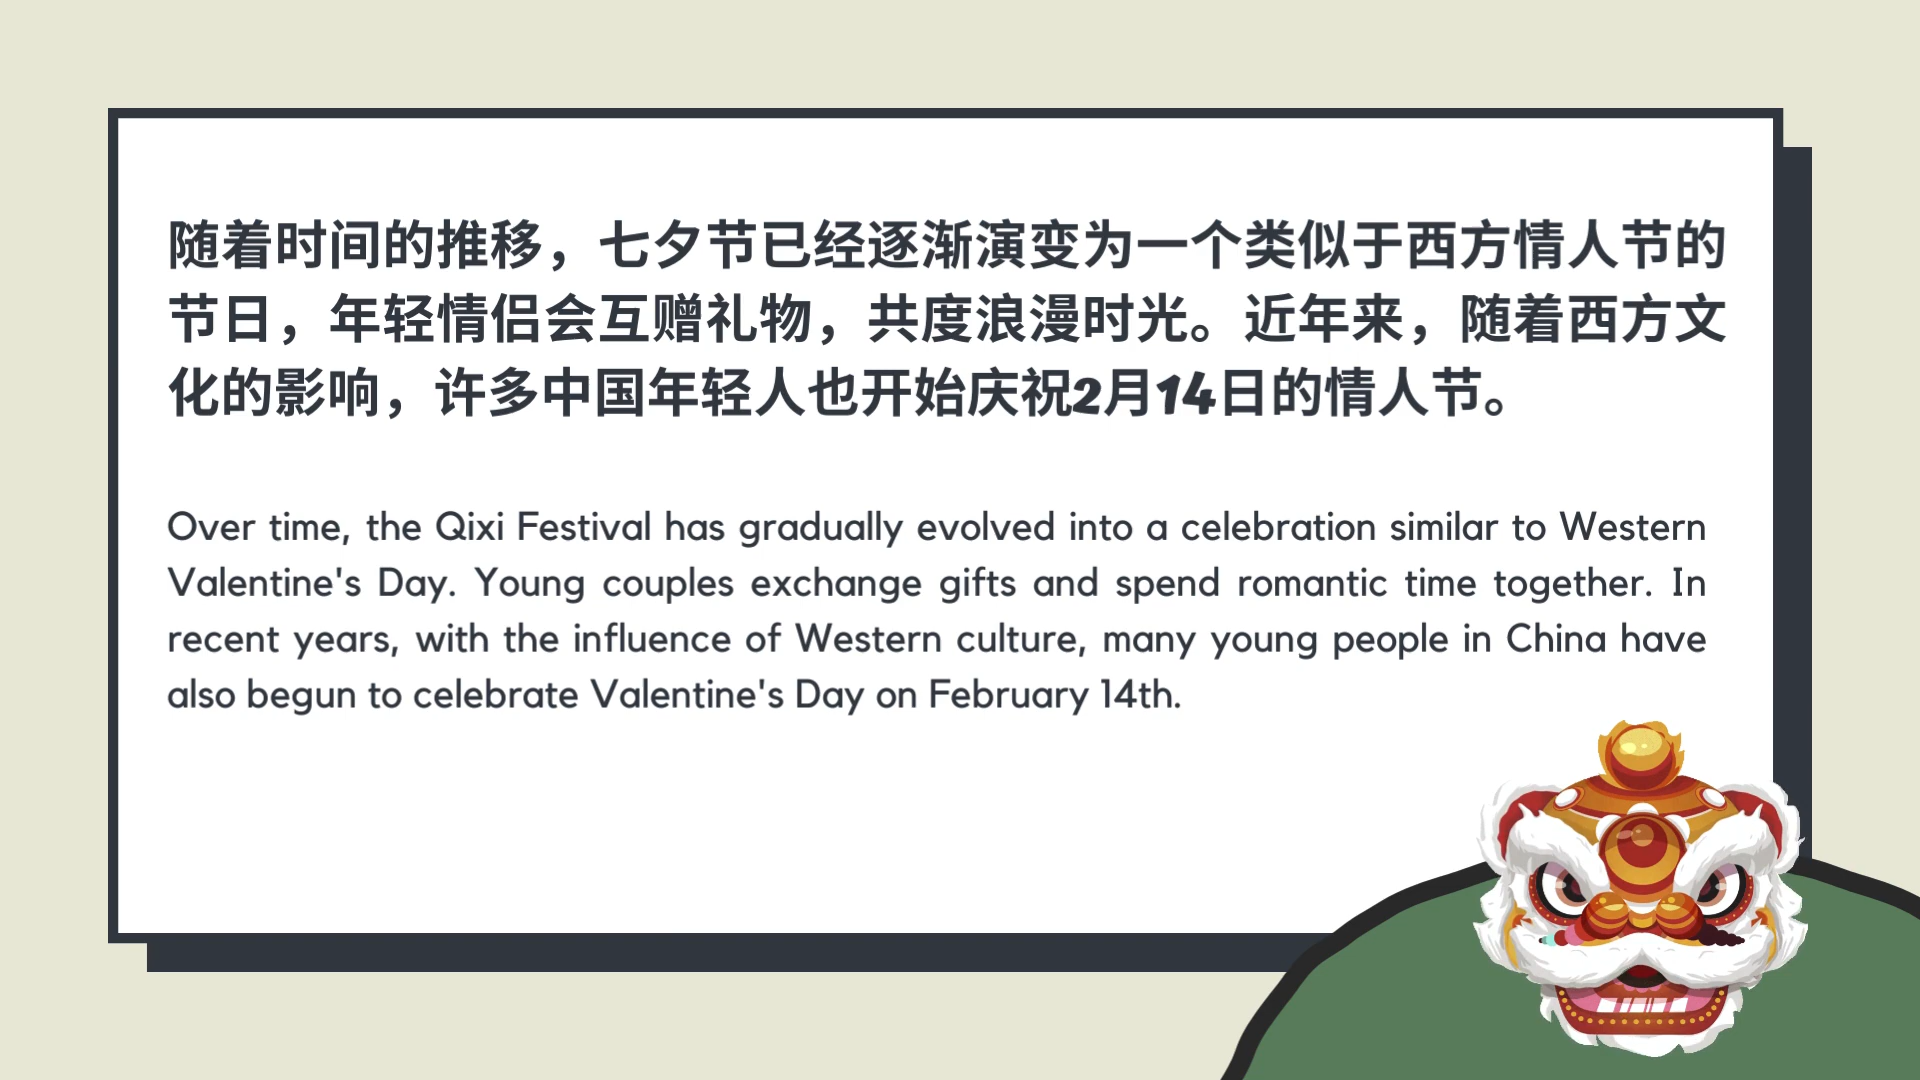 随着时间的推移，七夕节已经逐渐演变为一个类似于西方情人节的
节日，年轻情侣会互赠礼物，共度浪漫时光。近年来，随着西方文
化的影响，许多中国年轻人也开始庆祝2月14日的情人节。
Over time, the Qixi Festival has gradually evolved into a celebration similar to Western
Valentine's Day. Young couples exchange gifts and spend romantic time together. In
recent years, with the influence of Western culture, many young people in China have
also begun to celebrate Valentine's Day on February 14th.